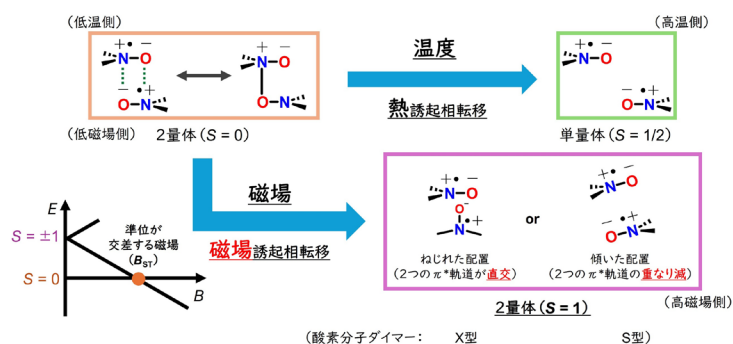 （低温側）
+• −
N–O
− •+
O–N
+ −
N–O
O–N
（低磁場側）
2量体（S = 0）
温度
熱誘起相転移
（高温側）
+• −
N–O
− •+
O–N
単量体（S = 1/2）
磁場
磁場誘起相転移
E
S = ±1
S = 0
準位が
交差する磁場
（BST）
B
+• −
N–O
O−
N•+
or
+• −
N–O
− •+
O–N
ねじれた配置
（2つのπ*軌道が直交）
傾いた配置
（2つのπ*軌道の重なり減）
2量体（S = 1）
（高磁場側）
（酸素分子ダイマー： X型 S型）